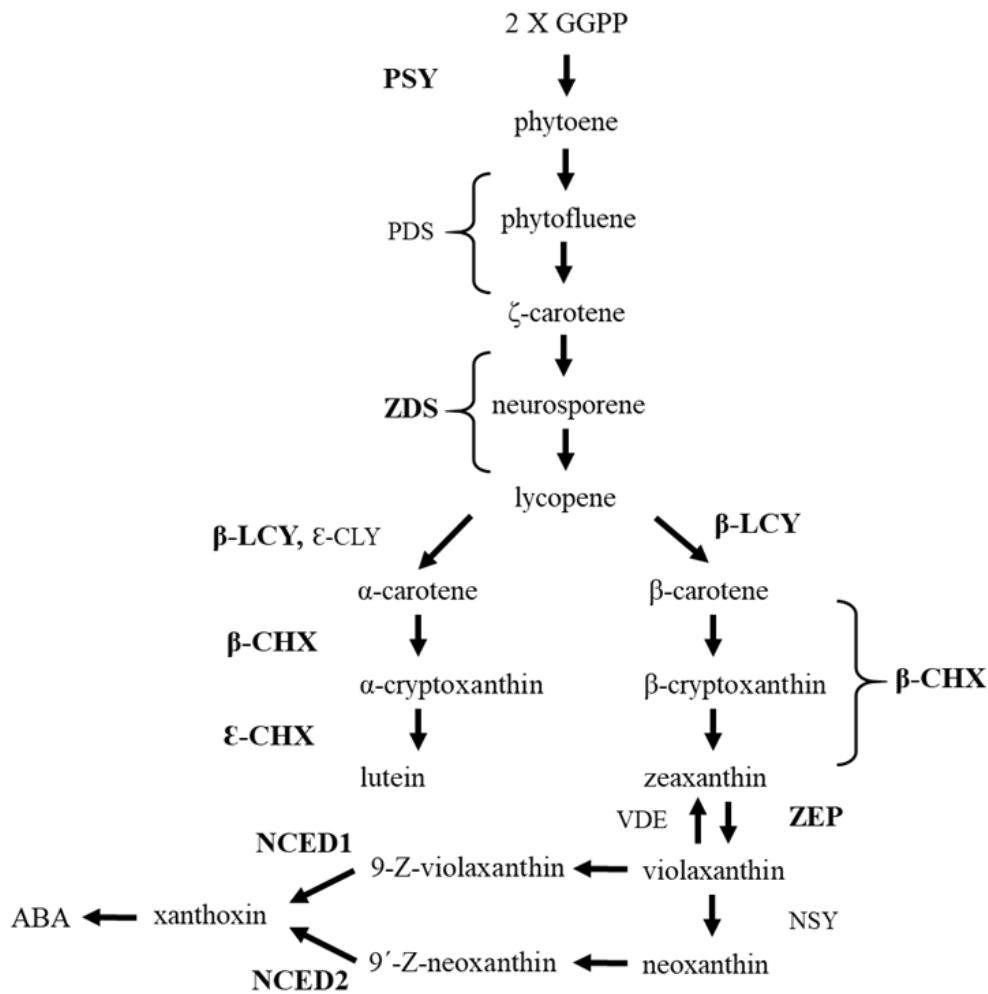 2 X GGPP
PSY
phytoene
PDS
phytofluene
ζ-carotene
ZDS
neurosporene
lycopene
β-LCY, Ɛ-CLY
β-LCY
α-carotene
β-carotene
β-CHX
α-cryptoxanthin
β-cryptoxanthin
β-CHX
Ɛ-CHX
lutein
zeaxanthin
VDE
ZEP
NCED1
9-Z-violaxanthin
violaxanthin
ABA
xanthoxin
NSY
NCED2
9´-Z-neoxanthin
neoxanthin